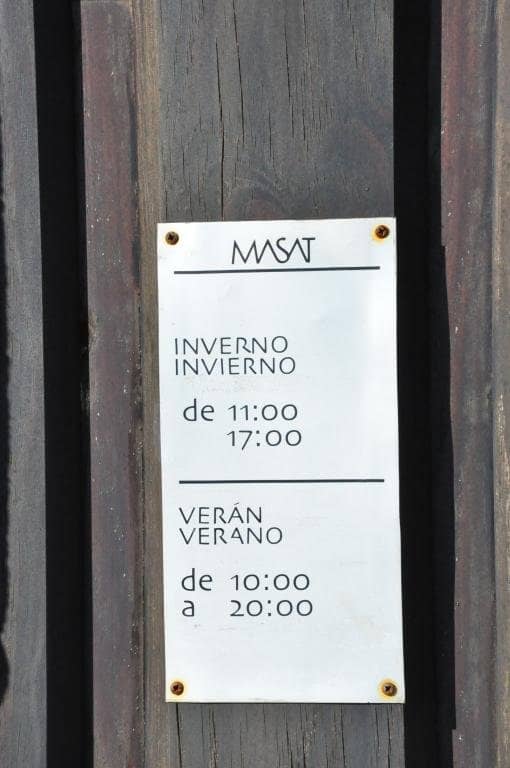 MASAT
INVERNO
INVIERNO
de 11:00
17:00
VERÁN
VERANO
de 10:00
a 20:00